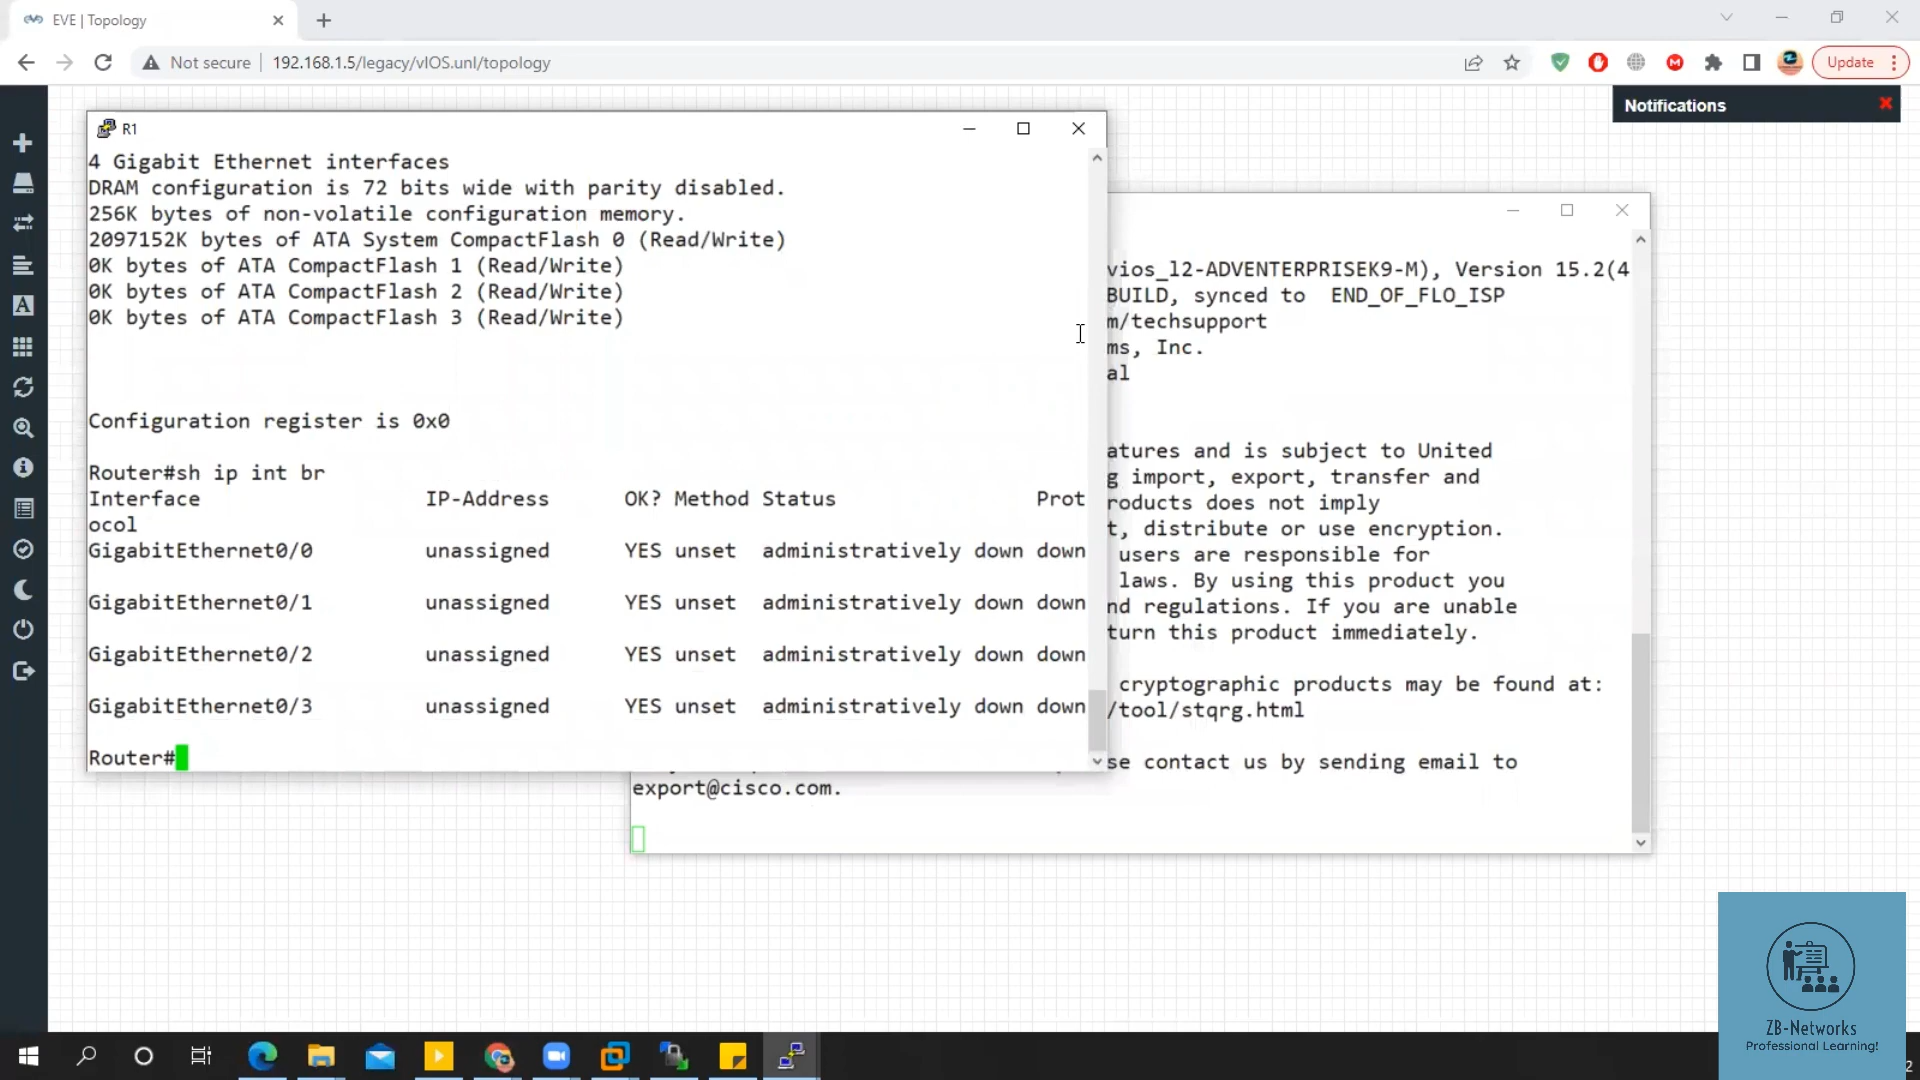 EVE | Topology
Not secure
192.168.1.5/legacy/vIOS.unl/topology
Update
Notifications
R1
4 Gigabit Ethernet interfaces
DRAM configuration is 72 bits wide with parity disabled.
256K bytes of non-volatile configuration memory.
2097152K bytes of ATA System CompactFlash 0 (Read/Write)
0K bytes of ATA CompactFlash 1 (Read/Write)
0K bytes of ATA CompactFlash 2 (Read/Write)
0K bytes of ATA CompactFlash 3 (Read/Write)
Configuration register is 0x0
Router#sh ip int br
Interface IP-Address OK? Method Status Prot
ocol
GigabitEthernet0/0 unassigned YES unset administratively down down
GigabitEthernet0/1 unassigned YES unset administratively down down
GigabitEthernet0/2 unassigned YES unset administratively down down
GigabitEthernet0/3 unassigned YES unset administratively down down
Router#
vios_l2-ADVENTERPRISEK9-M), Version 15.2(4
BUILD, synced to END_OF_FLO_ISP
m/techsupport
ms, Inc.
al
atures and is subject to United
g import, export, transfer and
roducts does not imply
t, distribute or use encryption.
users are responsible for
laws. By using this product you
nd regulations. If you are unable
turn this product immediately.
cryptographic products may be found at:
/tool/stqrg.html
se contact us by sending email to
export@cisco.com.
ZB-Networks
Professional Learning!
2